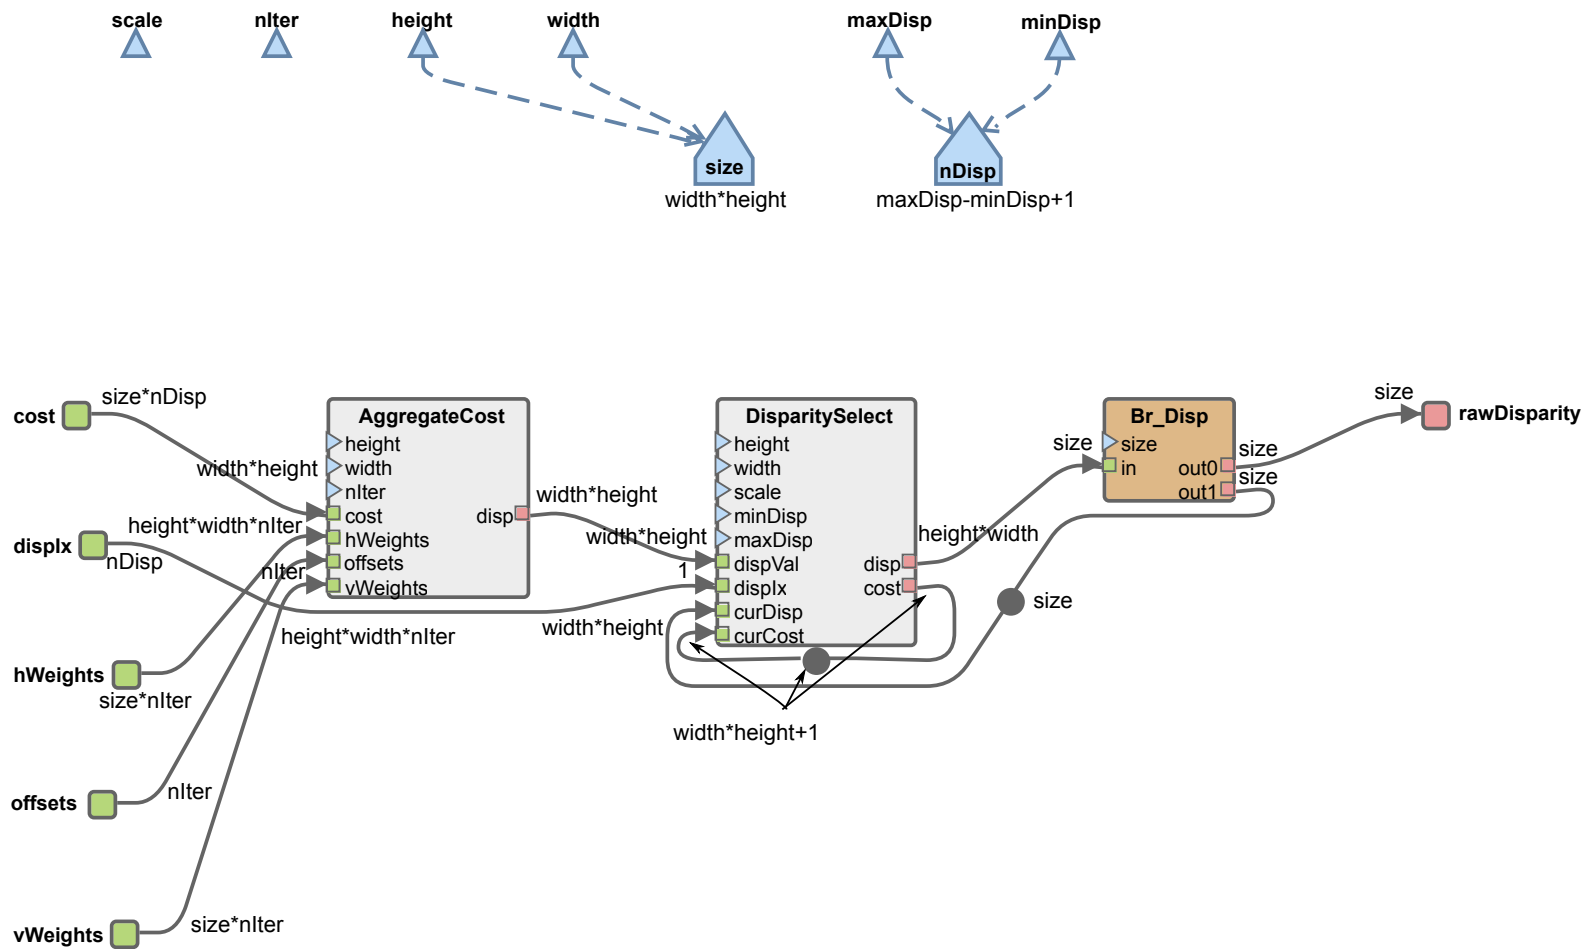 scale
nIter
height
width
maxDisp
minDisp
size
width*height
nDisp
maxDisp-minDisp+1
cost
size*nDisp
dispIx
nDisp
hWeights
size*nIter
offsets
nIter
vWeights
size*nIter
width*height
height*width*nIter
nIter
height*width*nIter
AggregateCost
height
width
nIter
cost
hWeights
offsets
vWeights
disp
width*height
width*height
1
width*height
DisparitySelect
height
width
scale
minDisp
maxDisp
dispVal
dispIx
curDisp
curCost
disp
cost
width*height+1
height*width
size
size
Br_Disp
size
in
out0
out1
size
size
size
rawDisparity